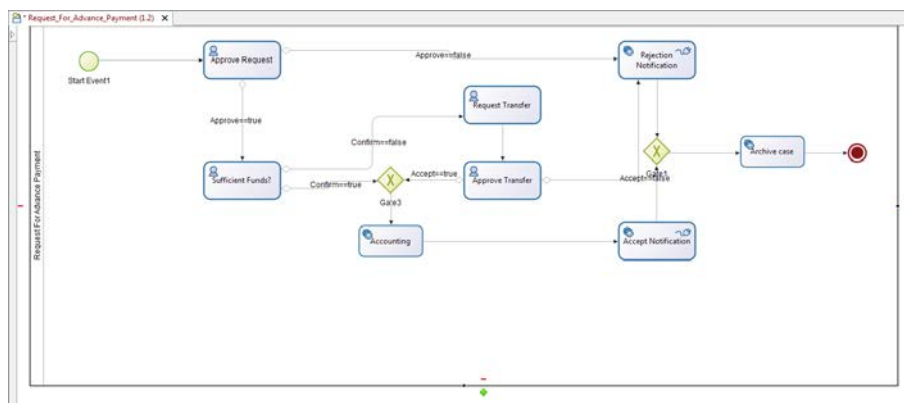 * Request_For_Advance_Payment (1.2)
Request For Advance Payment
Start Event1
Approve Request
Approve==false
Rejection
Notification
Approve==true
Request Transfer
Confirm==false
Archive case
Sufficient Funds?
Confirm==true
Accept==true
Approve Transfer
Accept==false
Gate1
Gate3
Accounting
Accept Notification